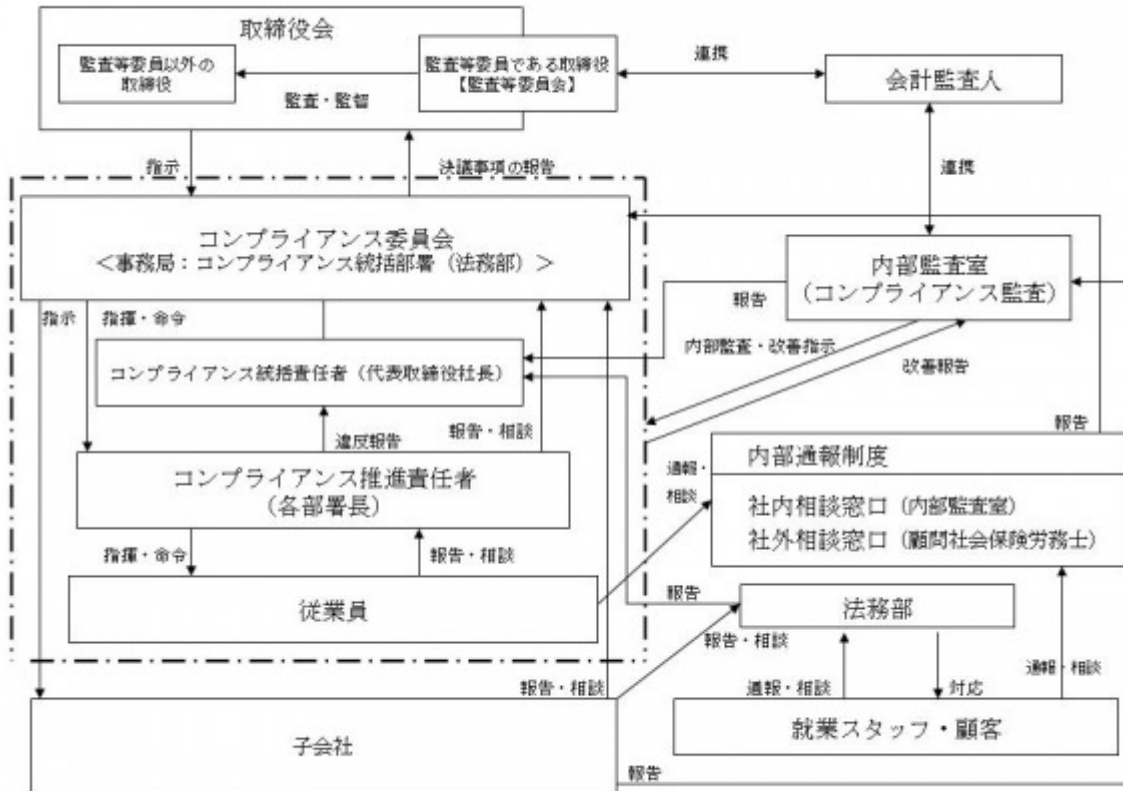 取締役会
監査等委員以外の
取締役
監査等委員である取締役
【監査等委員会】
監査・監督
連携
会計監査人
指示
決議事項の報告
連携
コンプライアンス委員会
＜事務局：コンプライアンス統括部署（法務部）＞
内部監査室
（コンプライアンス監査）
報告
指示
指揮・命令
内部監査・改善指示
改善報告
コンプライアンス統括責任者（代表取締役社長）
違反報告
報告・相談
報告
コンプライアンス推進責任者
（各部署長）
通報・
相談
内部通報制度
社内相談窓口（内部監査室）
社外相談窓口（顧問社会保険労務士）
指揮・命令
報告・相談
従業員
報告
法務部
報告・相談
報告・相談
通報・相談
対応
通報・相談
子会社
就業スタッフ・顧客
報告